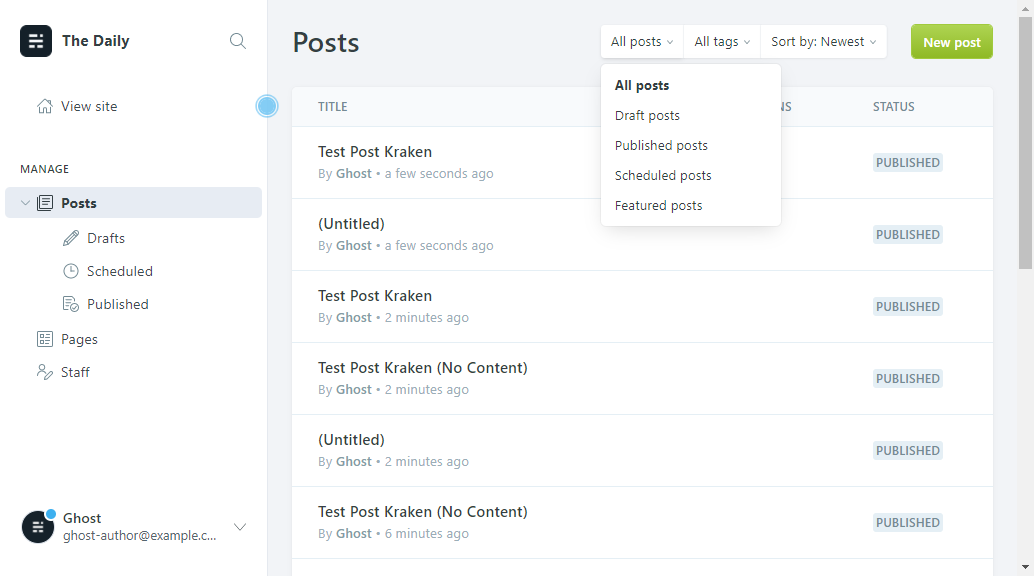 The Daily
View site
MANAGE
Posts
Drafts
Scheduled
Published
Pages
Staff
Ghost
ghost-author@example.c...
Posts
All posts
All tags
Sort by: Newest
New post
All posts
Draft posts
Published posts
Scheduled posts
Featured posts
TITLE
STATUS
Test Post Kraken
By Ghost • a few seconds ago
PUBLISHED
(Untitled)
By Ghost • a few seconds ago
PUBLISHED
Test Post Kraken
By Ghost • 2 minutes ago
PUBLISHED
Test Post Kraken (No Content)
By Ghost • 2 minutes ago
PUBLISHED
(Untitled)
By Ghost • 2 minutes ago
PUBLISHED
Test Post Kraken (No Content)
By Ghost • 6 minutes ago
PUBLISHED